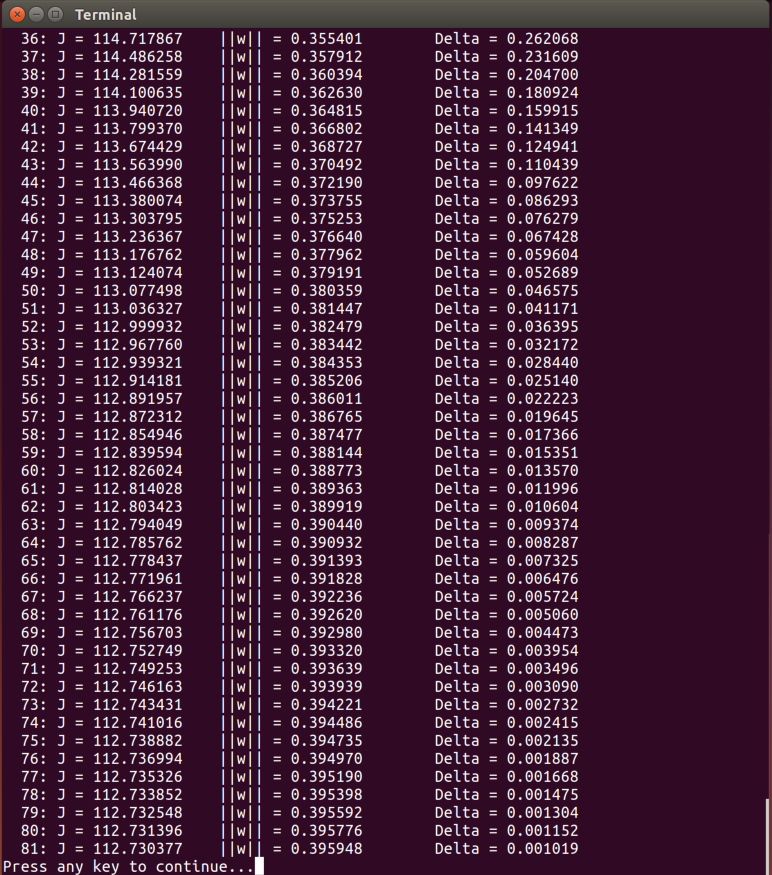 Terminal
36: J = 114.717867 ||w|| = 0.355401 Delta = 0.262068
37: J = 114.486258 ||w|| = 0.357912 Delta = 0.231609
38: J = 114.281559 ||w|| = 0.360394 Delta = 0.204700
39: J = 114.100635 ||w|| = 0.362630 Delta = 0.180924
40: J = 113.940720 ||w|| = 0.364815 Delta = 0.159915
41: J = 113.799370 ||w|| = 0.366802 Delta = 0.141349
42: J = 113.674429 ||w|| = 0.368727 Delta = 0.124941
43: J = 113.563990 ||w|| = 0.370492 Delta = 0.110439
44: J = 113.466368 ||w|| = 0.372190 Delta = 0.097622
45: J = 113.380074 ||w|| = 0.373755 Delta = 0.086293
46: J = 113.303795 ||w|| = 0.375253 Delta = 0.076279
47: J = 113.236367 ||w|| = 0.376640 Delta = 0.067428
48: J = 113.176762 ||w|| = 0.377962 Delta = 0.059604
49: J = 113.124074 ||w|| = 0.379191 Delta = 0.052689
50: J = 113.077498 ||w|| = 0.380359 Delta = 0.046575
51: J = 113.036327 ||w|| = 0.381447 Delta = 0.041171
52: J = 112.999932 ||w|| = 0.382479 Delta = 0.036395
53: J = 112.967760 ||w|| = 0.383442 Delta = 0.032172
54: J = 112.939321 ||w|| = 0.384353 Delta = 0.028440
55: J = 112.914181 ||w|| = 0.385206 Delta = 0.025140
56: J = 112.891957 ||w|| = 0.386011 Delta = 0.022223
57: J = 112.872312 ||w|| = 0.386765 Delta = 0.019645
58: J = 112.854946 ||w|| = 0.387477 Delta = 0.017366
59: J = 112.839594 ||w|| = 0.388144 Delta = 0.015351
60: J = 112.826024 ||w|| = 0.388773 Delta = 0.013570
61: J = 112.814028 ||w|| = 0.389363 Delta = 0.011996
62: J = 112.803423 ||w|| = 0.389919 Delta = 0.010604
63: J = 112.794049 ||w|| = 0.390440 Delta = 0.009374
64: J = 112.785762 ||w|| = 0.390932 Delta = 0.008287
65: J = 112.778437 ||w|| = 0.391393 Delta = 0.007325
66: J = 112.771961 ||w|| = 0.391828 Delta = 0.006476
67: J = 112.766237 ||w|| = 0.392236 Delta = 0.005724
68: J = 112.761176 ||w|| = 0.392620 Delta = 0.005060
69: J = 112.756703 ||w|| = 0.392980 Delta = 0.004473
70: J = 112.752749 ||w|| = 0.393320 Delta = 0.003954
71: J = 112.749253 ||w|| = 0.393639 Delta = 0.003496
72: J = 112.746163 ||w|| = 0.393939 Delta = 0.003090
73: J = 112.743431 ||w|| = 0.394221 Delta = 0.002732
74: J = 112.741016 ||w|| = 0.394486 Delta = 0.002415
75: J = 112.738882 ||w|| = 0.394735 Delta = 0.002135
76: J = 112.736994 ||w|| = 0.394970 Delta = 0.001887
77: J = 112.735326 ||w|| = 0.395190 Delta = 0.001668
78: J = 112.733852 ||w|| = 0.395398 Delta = 0.001475
79: J = 112.732548 ||w|| = 0.395592 Delta = 0.001304
80: J = 112.731396 ||w|| = 0.395776 Delta = 0.001152
81: J = 112.730377 ||w|| = 0.395948 Delta = 0.001019
Press any key to continue...